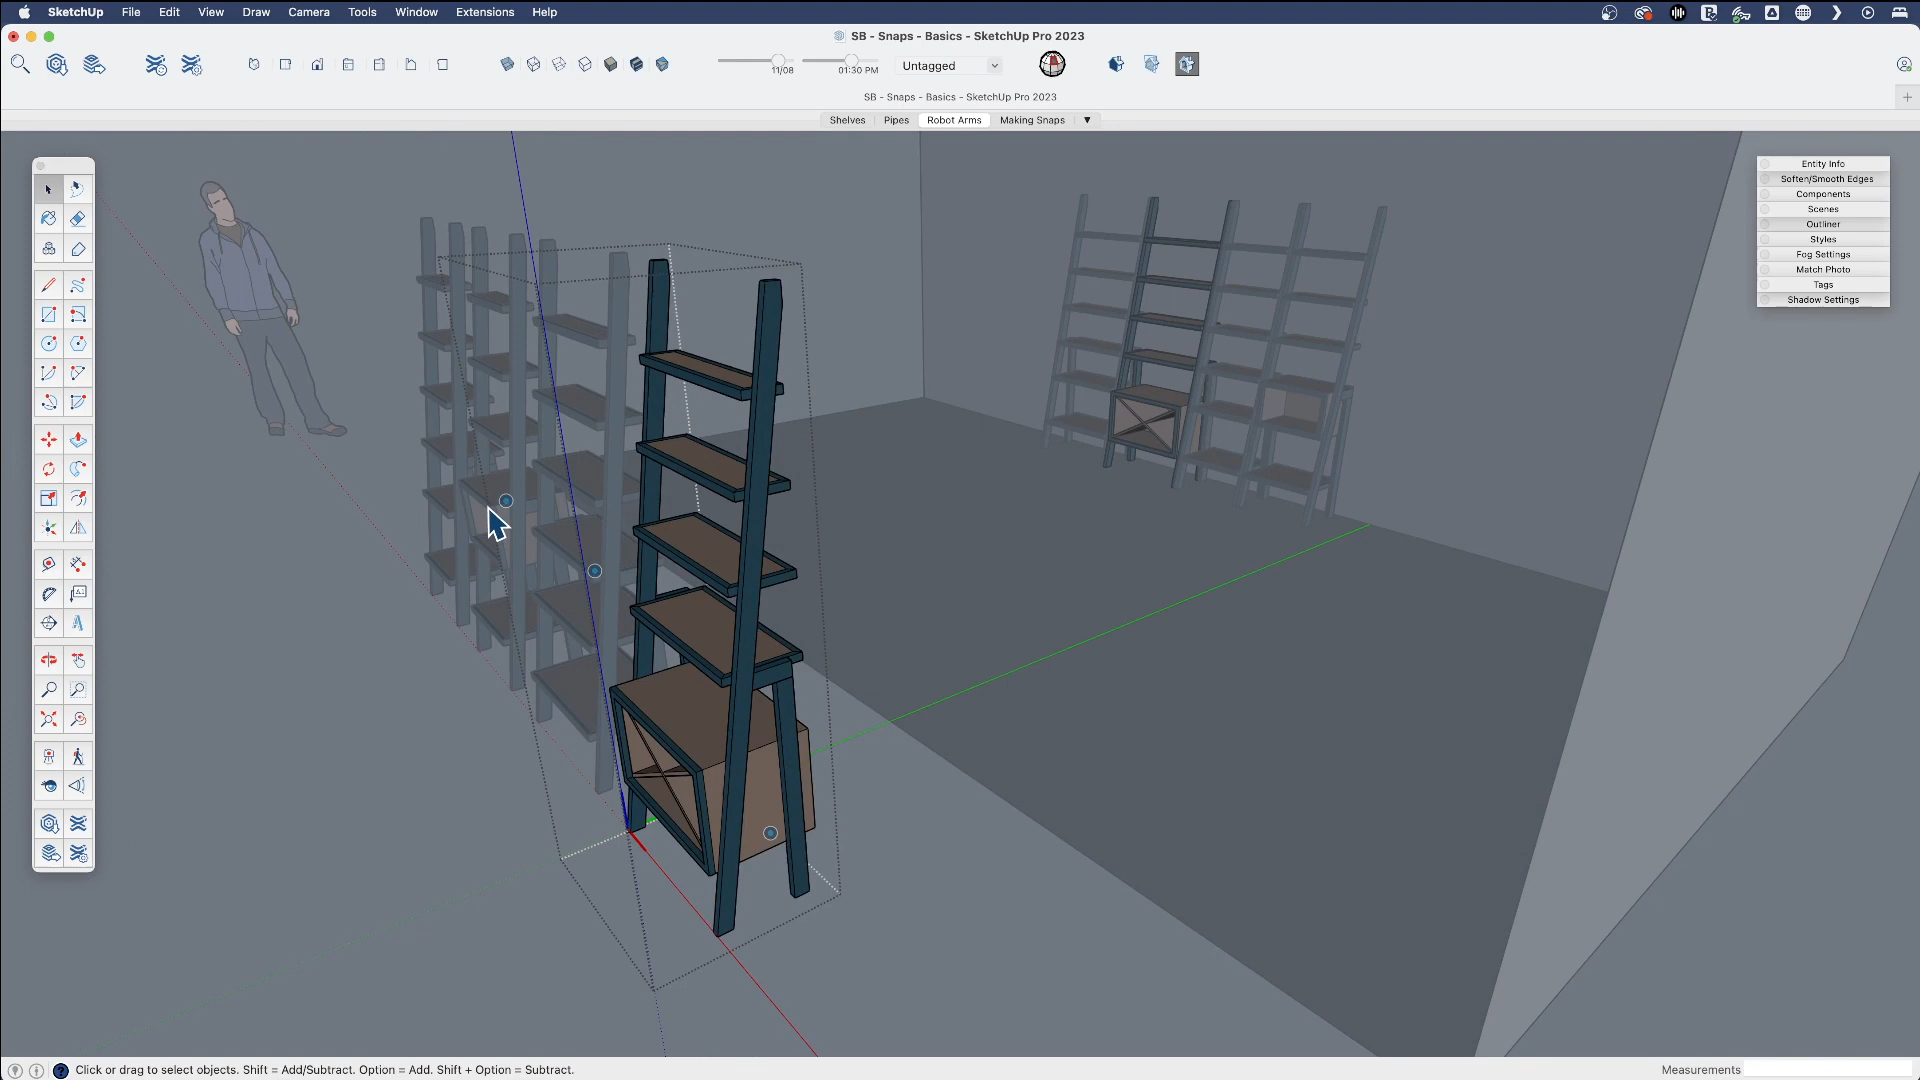 SketchUp File Edit View Draw Camera Tools Window Extensions Help
SB - Snaps - Basics - SketchUp Pro 2023
11/08 01:30 PM Untagged
SB - Snaps - Basics - SketchUp Pro 2023
Shelves Pipes Robot Arms Making Snaps
Entity Info
Soften/Smooth Edges
Components
Scenes
Outliner
Styles
Fog Settings
Match Photo
Tags
Shadow Settings
Click or drag to select objects. Shift = Add/Subtract. Option = Add. Shift + Option = Subtract. Measurements